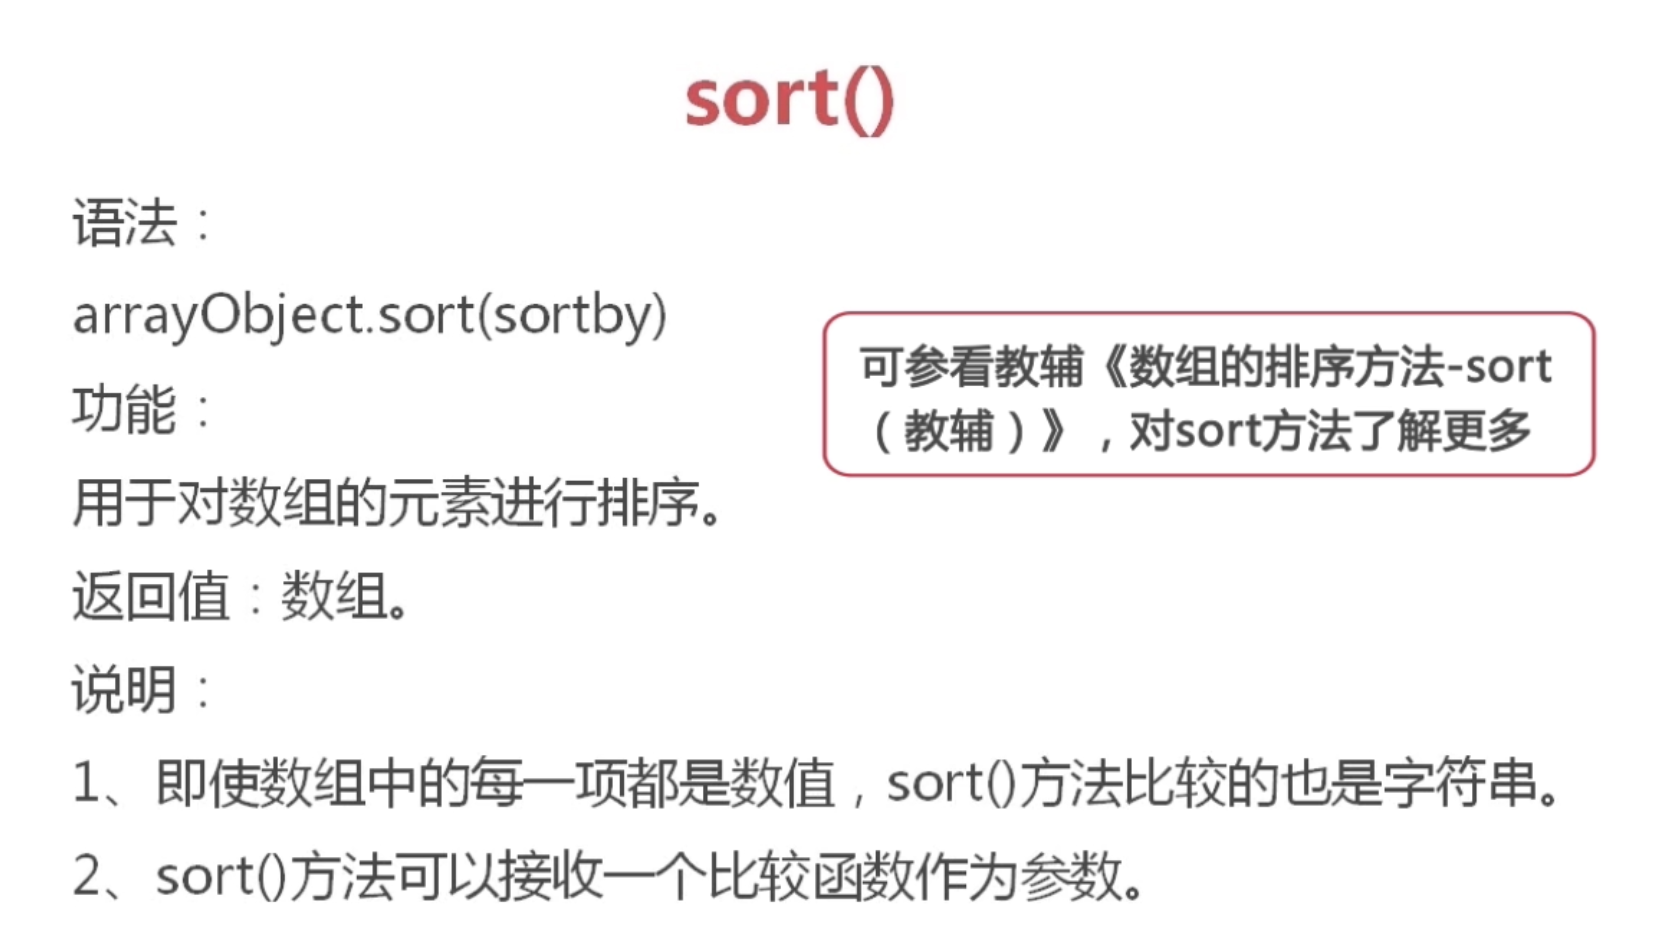 sort()
语法：
arrayObject.sort(sortby)
可参看教辅《数组的排序方法-sort
（教辅）》，对sort方法了解更多
功能：
用于对数组的元素进行排序。
返回值：数组。
说明：
1、即使数组中的每一项都是数值，sort()方法比较的也是字符串。
2、sort()方法可以接收一个比较函数作为参数。